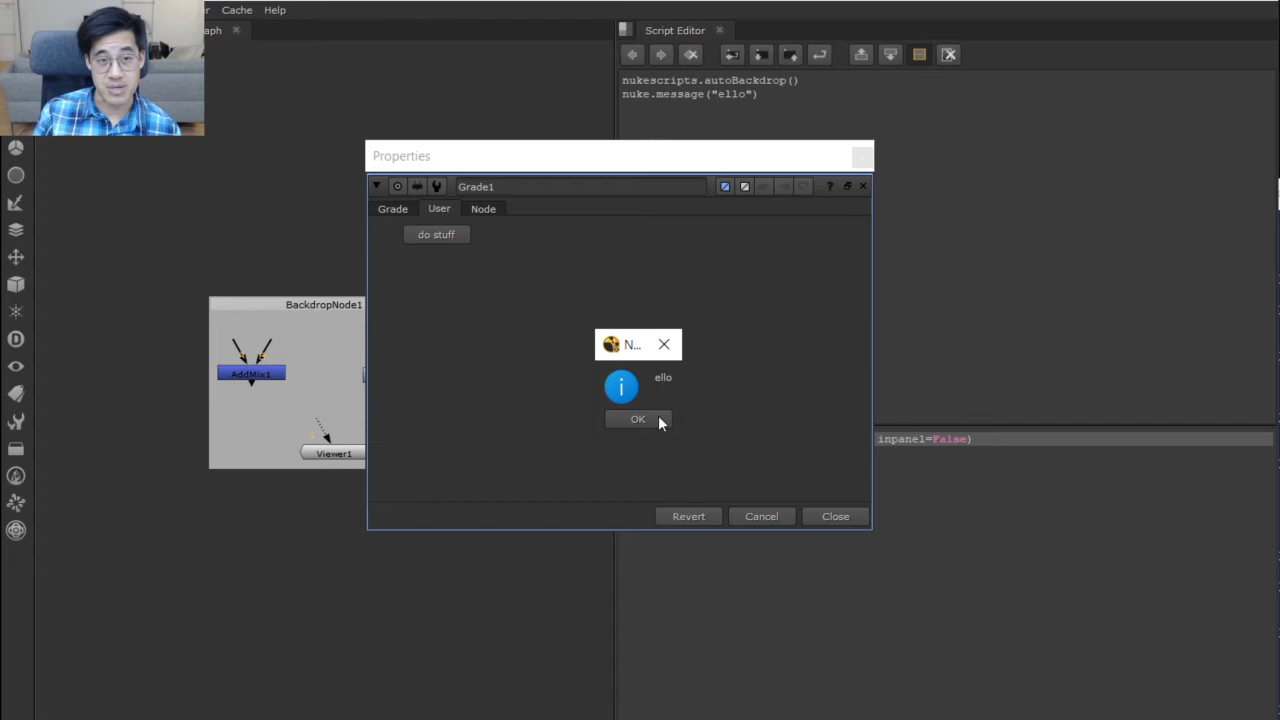 r Cache Help
aph
Script Editor
nukescripts.autoBackdrop()
nuke.message("ello")
Properties
Grade1
?
Grade User Node
do stuff
BackdropNode1
N...
ello
AddMix1
OK
inpanel=False)
Viewer1
Revert Cancel Close